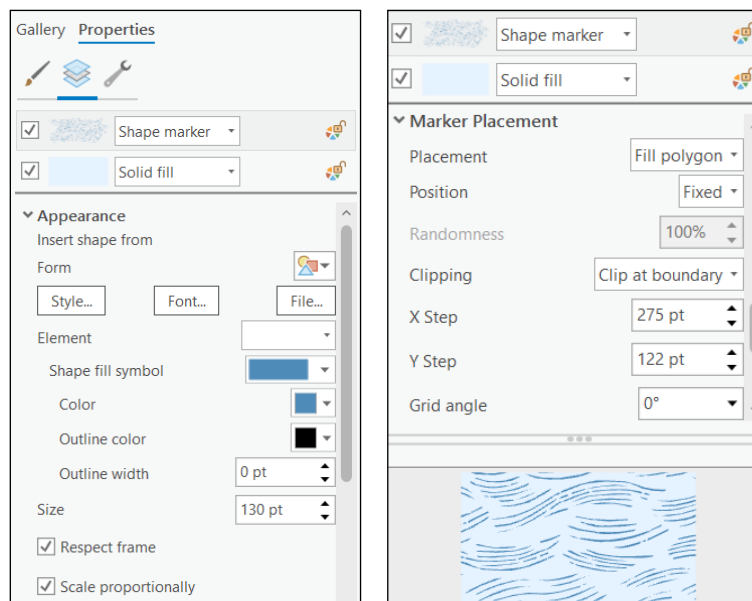 Gallery Properties
Shape marker
Solid fill
Appearance
Insert shape from
Form
Style... Font... File...
Element
Shape fill symbol
Color
Outline color
Outline width 0 pt
Size 130 pt
Respect frame
Scale proportionally
Shape marker
Solid fill
Marker Placement
Placement Fill polygon
Position Fixed
Randomness 100%
Clipping Clip at boundary
X Step 275 pt
Y Step 122 pt
Grid angle 0°